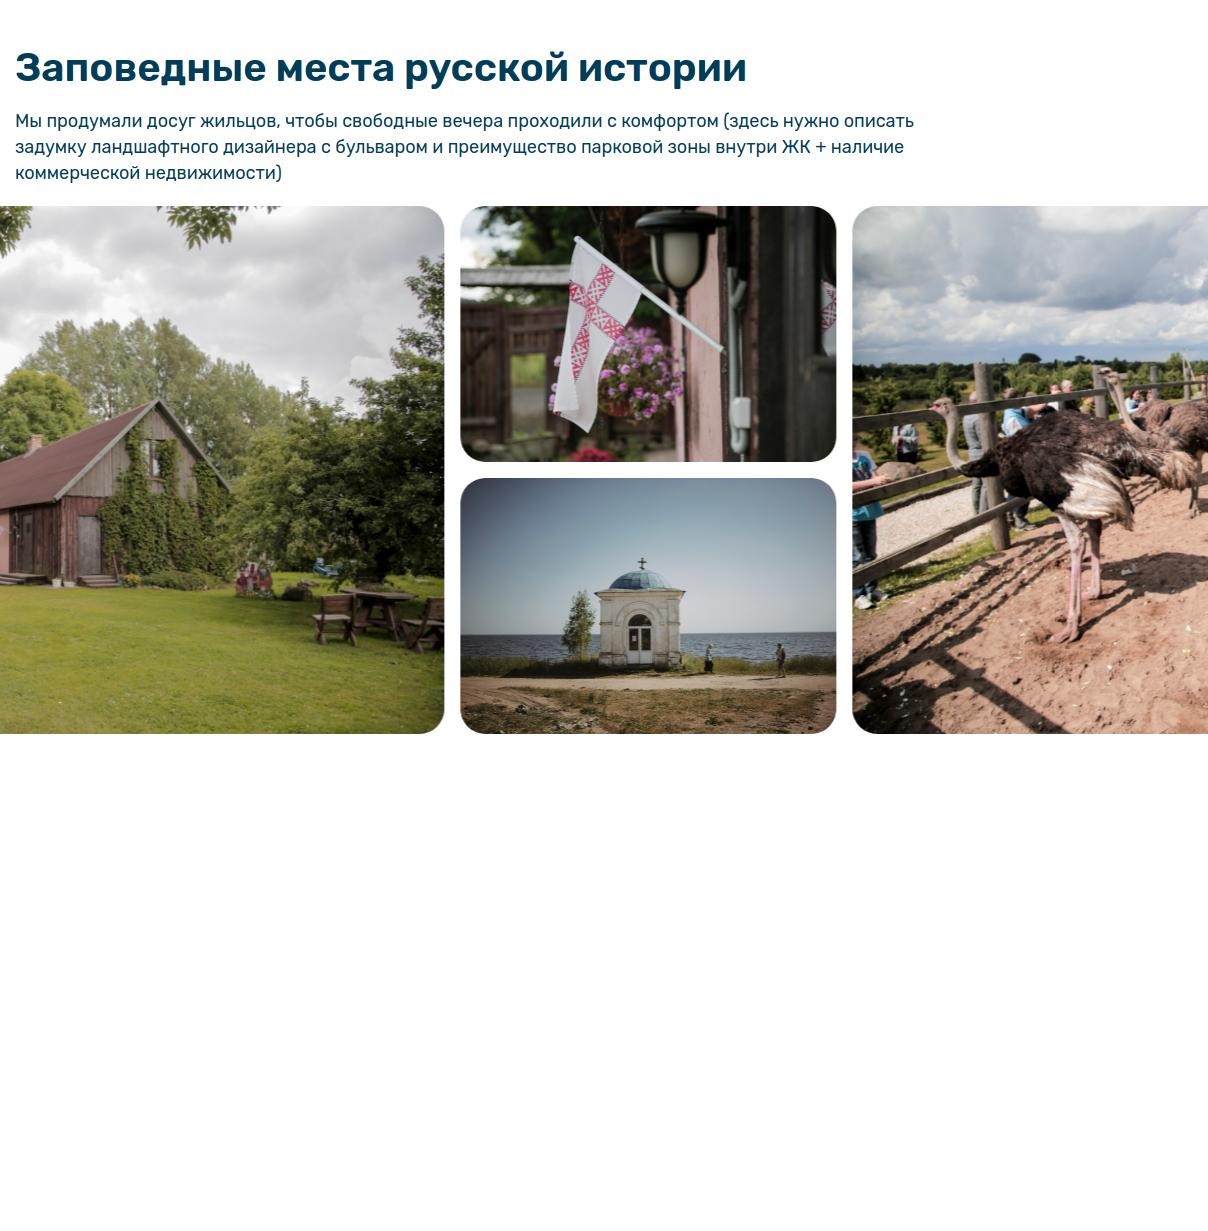 Заповедные места русской истории
Мы продумали досуг жильцов, чтобы свободные вечера проходили с комфортом (здесь нужно описать
задумку ландшафтного дизайнера с бульваром и преимущество парковой зоны внутри ЖК + наличие
коммерческой недвижимости)